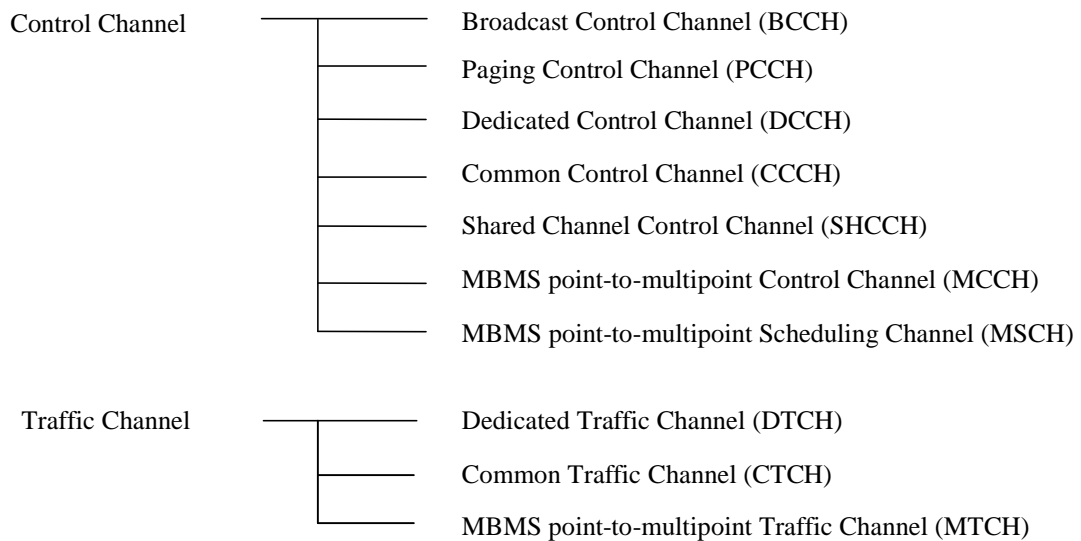 Control Channel
Broadcast Control Channel (BCCH)
Paging Control Channel (PCCH)
Dedicated Control Channel (DCCH)
Common Control Channel (CCCH)
Shared Channel Control Channel (SHCCH)
MBMS point-to-multipoint Control Channel (MCCH)
MBMS point-to-multipoint Scheduling Channel (MSCH)
Traffic Channel
Dedicated Traffic Channel (DTCH)
Common Traffic Channel (CTCH)
MBMS point-to-multipoint Traffic Channel (MTCH)